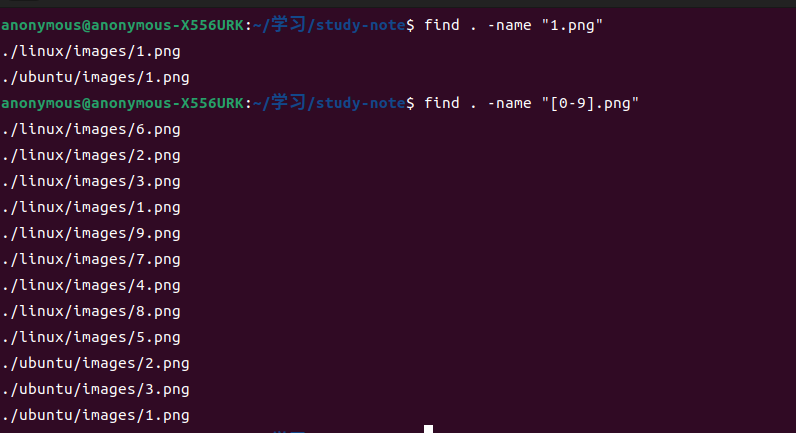 anonymous@anonymous-X556URK:~/学习/study-note$ find . -name "1.png"
./linux/images/1.png
./ubuntu/images/1.png
anonymous@anonymous-X556URK:~/学习/study-note$ find . -name "[0-9].png"
./linux/images/6.png
./linux/images/2.png
./linux/images/3.png
./linux/images/1.png
./linux/images/9.png
./linux/images/7.png
./linux/images/4.png
./linux/images/8.png
./linux/images/5.png
./ubuntu/images/2.png
./ubuntu/images/3.png
./ubuntu/images/1.png